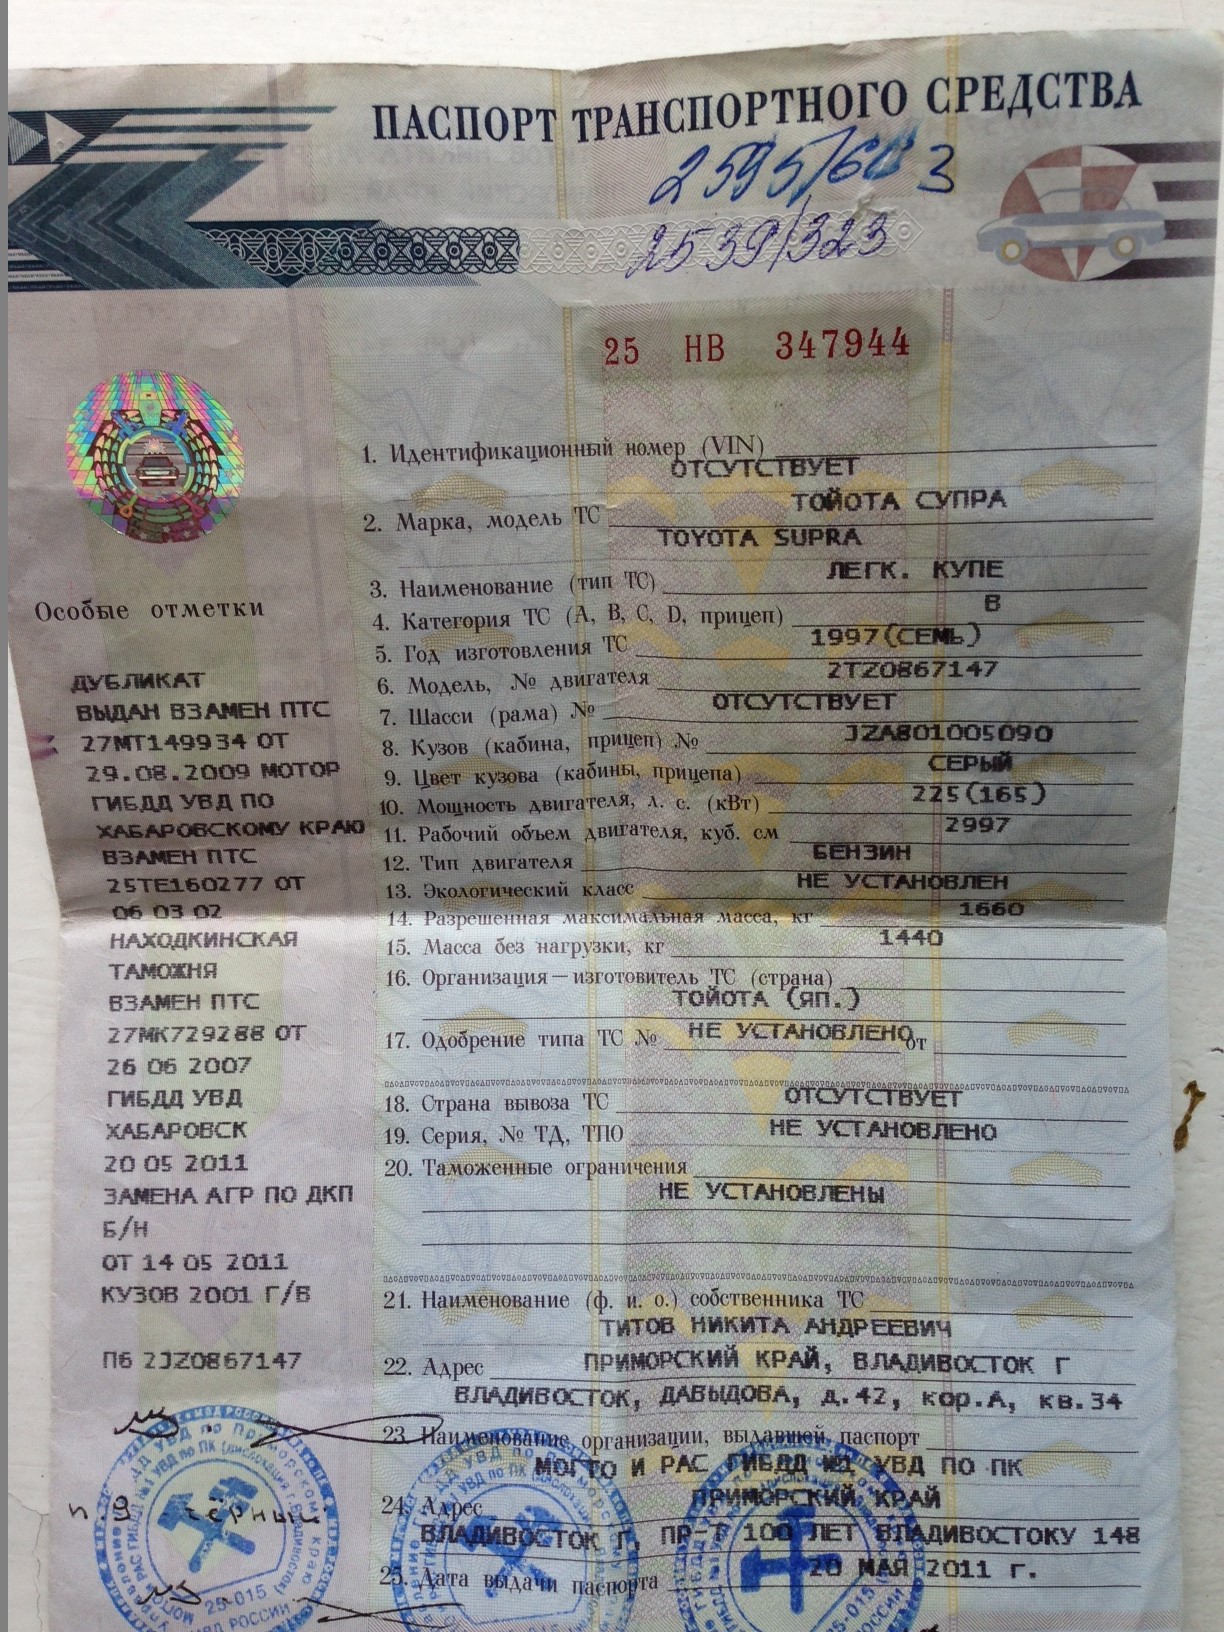 ПАСПОРТ ТРАНСПОРТНОГО СРЕДСТВА
2595/603 3
2539/323
25 НВ 347944
Особые отметки
ДУБЛИКАТ
ВЫДАН ВЗАМЕН ПТС
27МТ149934 ОТ
29.08.2009 МОТОР
ГИБДД УВД ПО
ХАБАРОВСКОМУ КРАЮ
ВЗАМЕН ПТС
25ТЕ160277 ОТ
06 03 02
НАХОДКИНСКАЯ
ТАМОЖНЯ
ВЗАМЕН ПТС
27МК729288 ОТ
26 06 2007
ГИБДД УВД
ХАБАРОВСК
20 05 2011
ЗАМЕНА АГР ПО ДКП
Б/Н
ОТ 14 05 2011
КУЗОВ 2001 Г/В
П6 2JZ0867147
п. 9 чёрный
1. Идентификационный номер (VIN)
ОТСУТСТВУЕТ
2. Марка, модель ТС ТОЙОТА СУПРА
TOYOTA SUPRA
3. Наименование (тип ТС) ЛЕГК. КУПЕ
4. Категория ТС (A, B, C, D, прицеп) B
5. Год изготовления ТС 1997(СЕМЬ)
6. Модель, № двигателя 2TZ0867147
7. Шасси (рама) № ОТСУТСТВУЕТ
8. Кузов (кабина, прицеп) № JZA801005090
9. Цвет кузова (кабины, прицепа) СЕРЫЙ
10. Мощность двигателя, л. с. (кВт) 225(165)
11. Рабочий объем двигателя, куб. см 2997
12. Тип двигателя БЕНЗИН
13. Экологический класс НЕ УСТАНОВЛЕН
14. Разрешенная максимальная масса, кг 1660
15. Масса без нагрузки, кг 1440
16. Организация—изготовитель ТС (страна)
ТОЙОТА (ЯП.)
17. Одобрение типа ТС № НЕ УСТАНОВЛЕНО от
18. Страна вывоза ТС ОТСУТСТВУЕТ
19. Серия, № ТД, ТПО НЕ УСТАНОВЛЕНО
20. Таможенные ограничения
НЕ УСТАНОВЛЕНЫ
21. Наименование (ф. и. о.) собственника ТС
ТИТОВ НИКИТА АНДРЕЕВИЧ
22. Адрес ПРИМОРСКИЙ КРАЙ, ВЛАДИВОСТОК Г
ВЛАДИВОСТОК, ДАВЫДОВА, д.42, кор.А, кв.34
23. Наименование организации, выдавшей паспорт
МОГТО И РАС ГИБДД №1 УВД ПО ПК
24. Адрес ПРИМОРСКИЙ КРАЙ
ВЛАДИВОСТОК Г, ПР-Т 100 ЛЕТ ВЛАДИВОСТОКУ 148
25. Дата выдачи паспорта 20 МАЯ 2011 г.
25-015